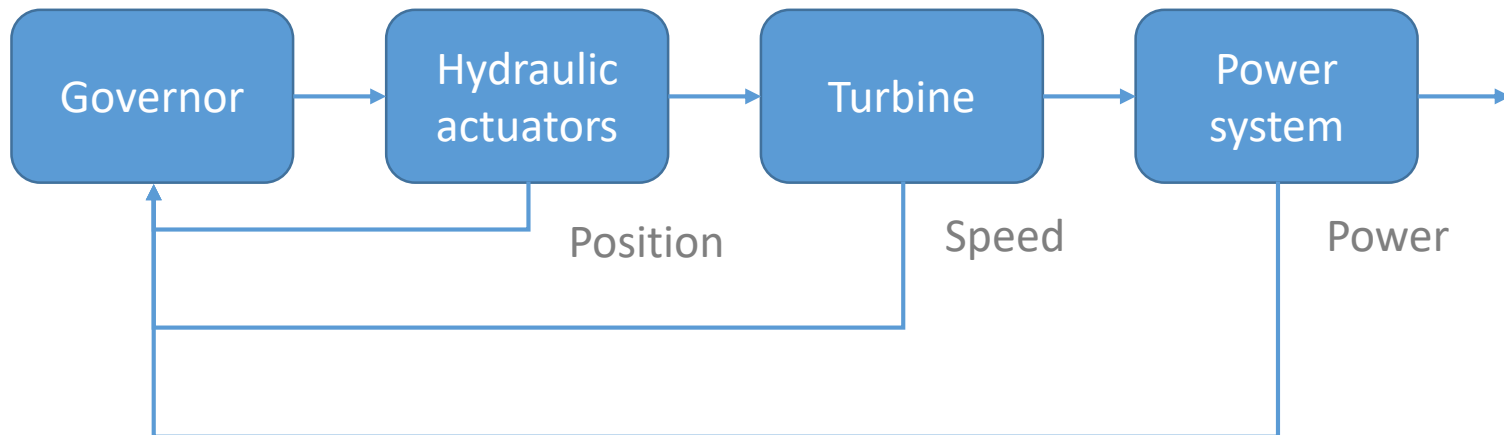 Governor
Hydraulic
actuators
Turbine
Power
system
Position
Speed
Power